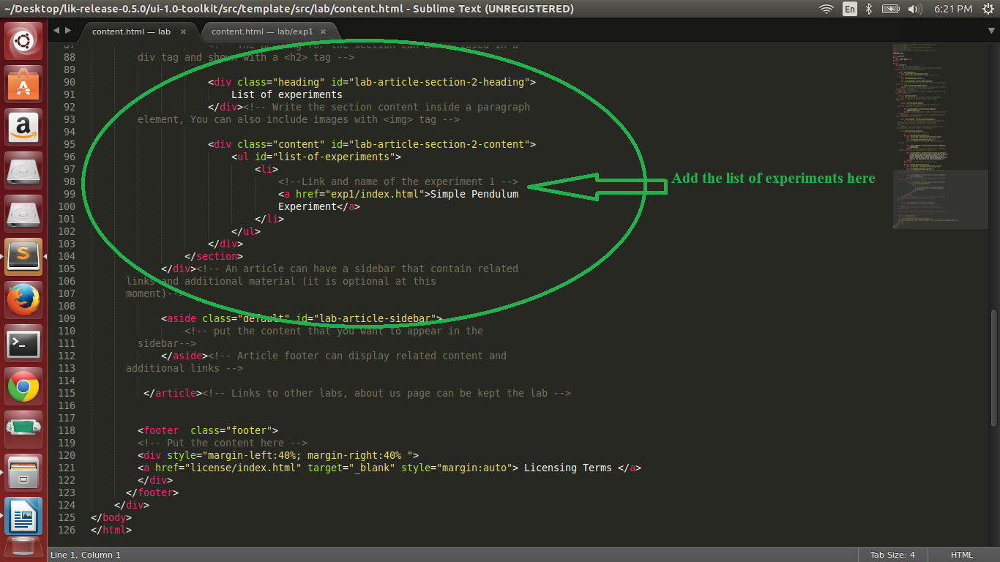 ~/Desktop/lik-release-0.5.0/ui-1.0-toolkit/src/template/src/lab/content.html - Sublime Text (UNREGISTERED)
En
6:21 PM
content.html — lab ×
content.html — lab/exp1 ×
88 div tag and shown with a <h2> tag -->
89
90 <div class="heading" id="lab-article-section-2-heading">
91 List of experiments
92 </div><!-- Write the section content inside a paragraph
93 element, You can also include images with <img> tag -->
94
95 <div class="content" id="lab-article-section-2-content">
96 <ul id="list-of-experiments">
97 <li>
98 <!--Link and name of the experiment 1 -->
99 <a href="exp1/index.html">Simple Pendulum
100 Experiment</a>
101 </li>
102 </ul>
103 </div>
104 </section>
105 </div><!-- An article can have a sidebar that contain related
106 links and additional material (it is optional at this
107 moment)-->
108
109 <aside class="default" id="lab-article-sidebar">
110 <!-- put the content that you want to appear in the
111 sidebar-->
112 </aside><!-- Article footer can display related content and
113 additional links -->
114
115 </article><!-- Links to other labs, about us page can be kept the lab -->
116
117
118 <footer  class="footer">
119 <!-- Put the content here -->
120 <div style="margin-left:40%; margin-right:40% ">
121 <a href="license/index.html" target="_blank" style="margin:auto"> Licensing Terms </a>
122 </div>
123 </footer>
124 </div>
125 </body>
126 </html>
Add the list of experiments here
Line 1, Column 1
Tab Size: 4
HTML